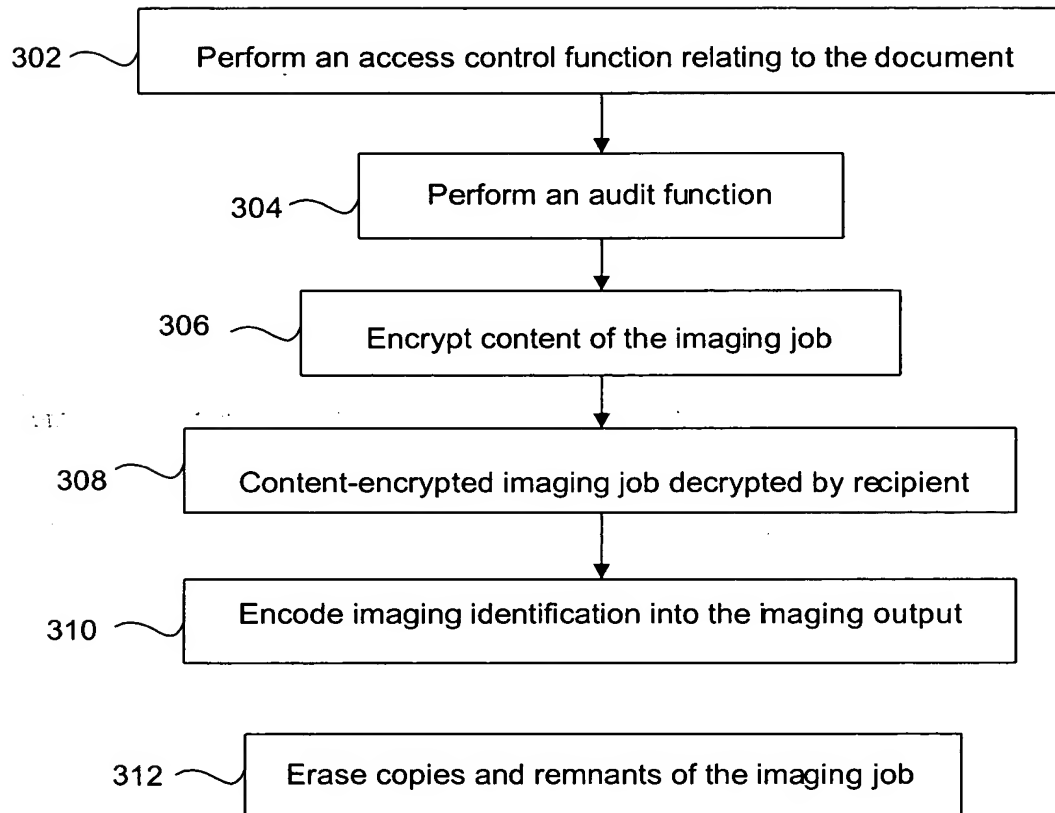 302 Perform an access control function relating to the document
304 Perform an audit function
306 Encrypt content of the imaging job
308 Content-encrypted imaging job decrypted by recipient
310 Encode imaging identification into the imaging output
312 Erase copies and remnants of the imaging job